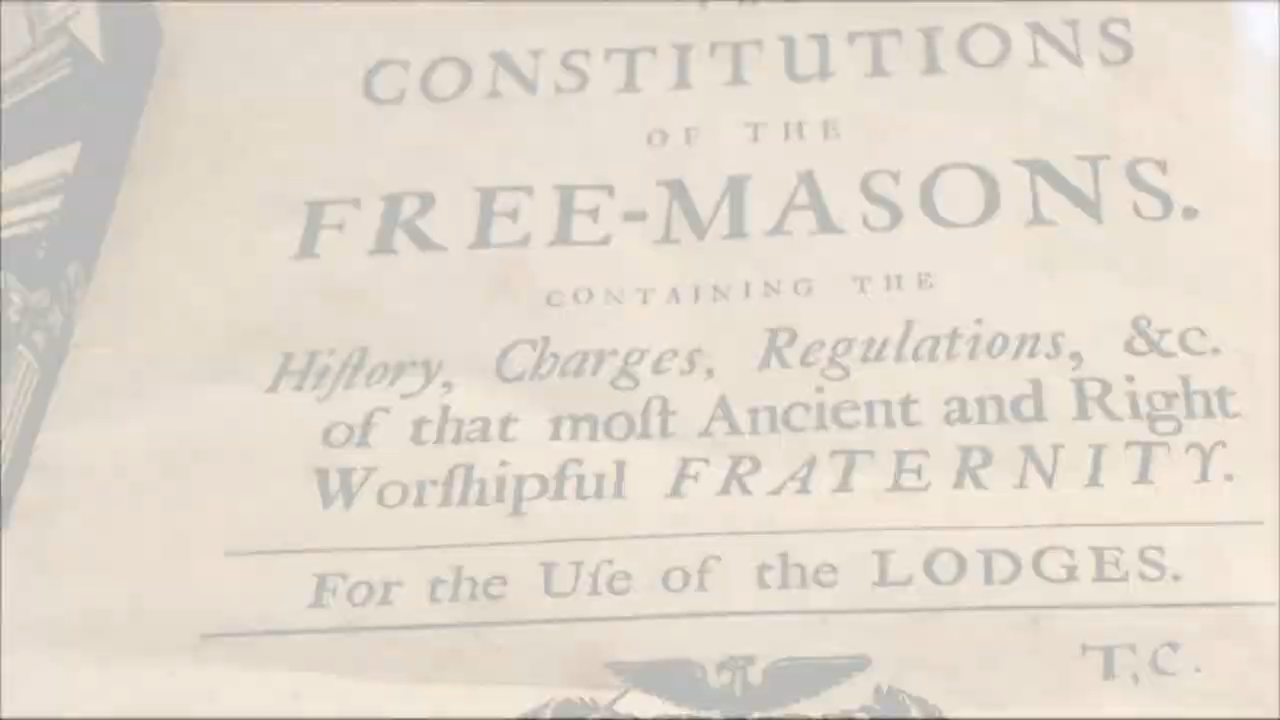 CONSTITUTIONS
OF THE
FREE-MASONS.
CONTAINING THE
Hiſtory, Charges, Regulations, &c.
of that moſt Ancient and Right
Worſhipful FRATERNITY.
For the Uſe of the LODGES.
T,C.